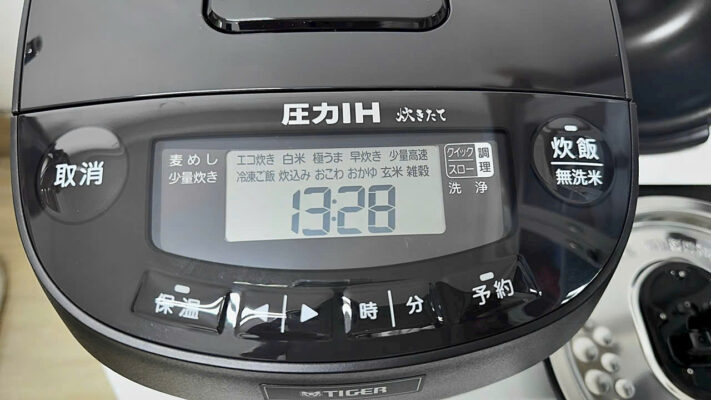 圧力IH 炊きたて
取消
麦めし
少量炊き
エコ炊き 白米 極うま 早炊き 少量高速
冷凍ご飯 炊込み おこわ おかゆ 玄米 雑穀
クイック
スロー
調理
洗浄
13:28
炊飯
無洗米
保温
◀ ▶
時 分
予約
TIGER